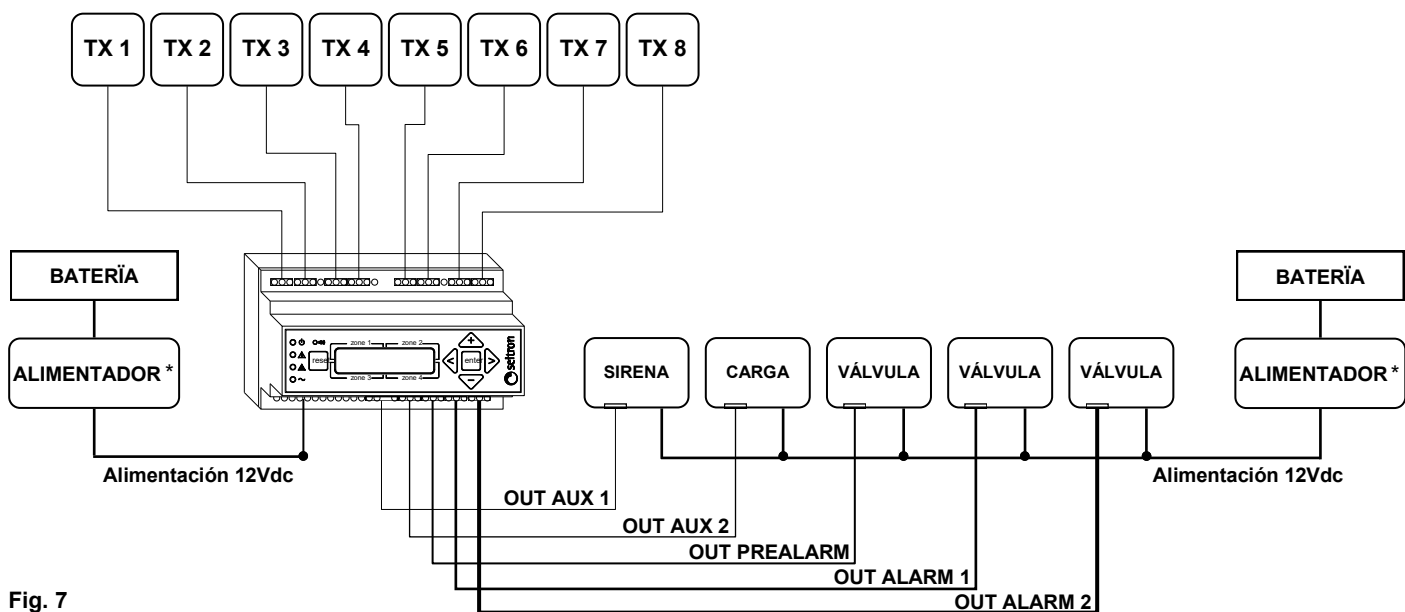 TX 1 TX 2 TX 3 TX 4 TX 5 TX 6 TX 7 TX 8
BATERÏA
BATERÏA
zone 1 zone 2
reset
enter
seitron
zone 3 zone 4
ALIMENTADOR *
SIRENA CARGA VÁLVULA VÁLVULA VÁLVULA
ALIMENTADOR *
Alimentación 12Vdc
Alimentación 12Vdc
OUT AUX 1
OUT AUX 2
OUT PREALARM
OUT ALARM 1
OUT ALARM 2
Fig. 7